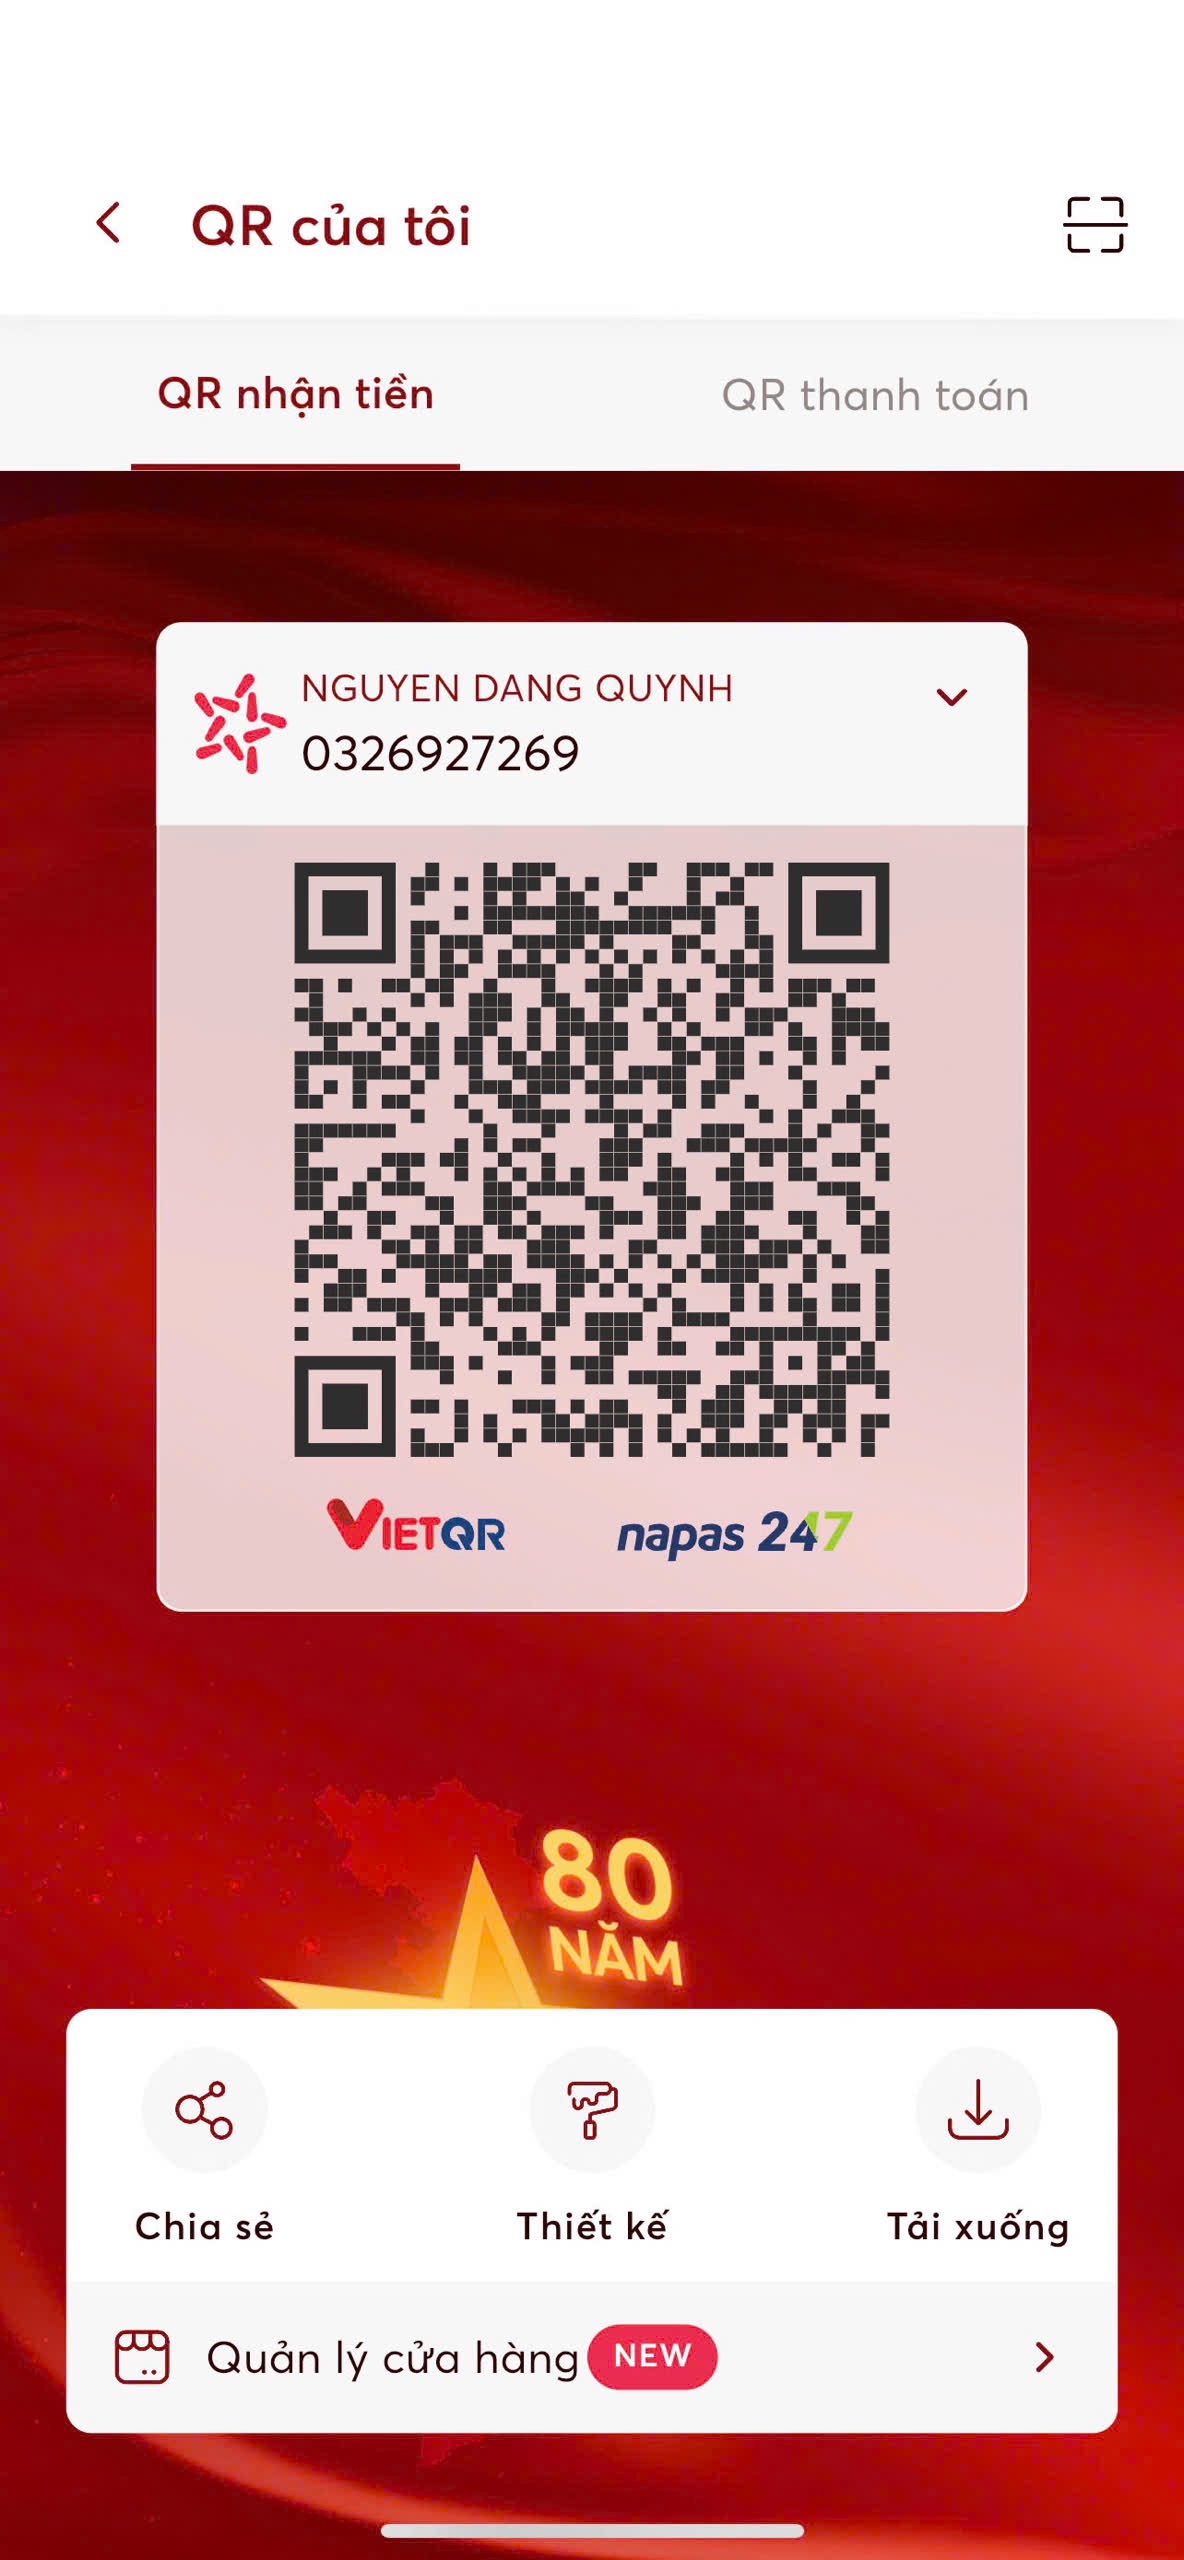 QR của tôi
QR nhận tiền
QR thanh toán
NGUYEN DANG QUYNH
0326927269
VIETQR
napas 247
80
NĂM
Chia sẻ
Thiết kế
Tải xuống
Quản lý cửa hàng NEW